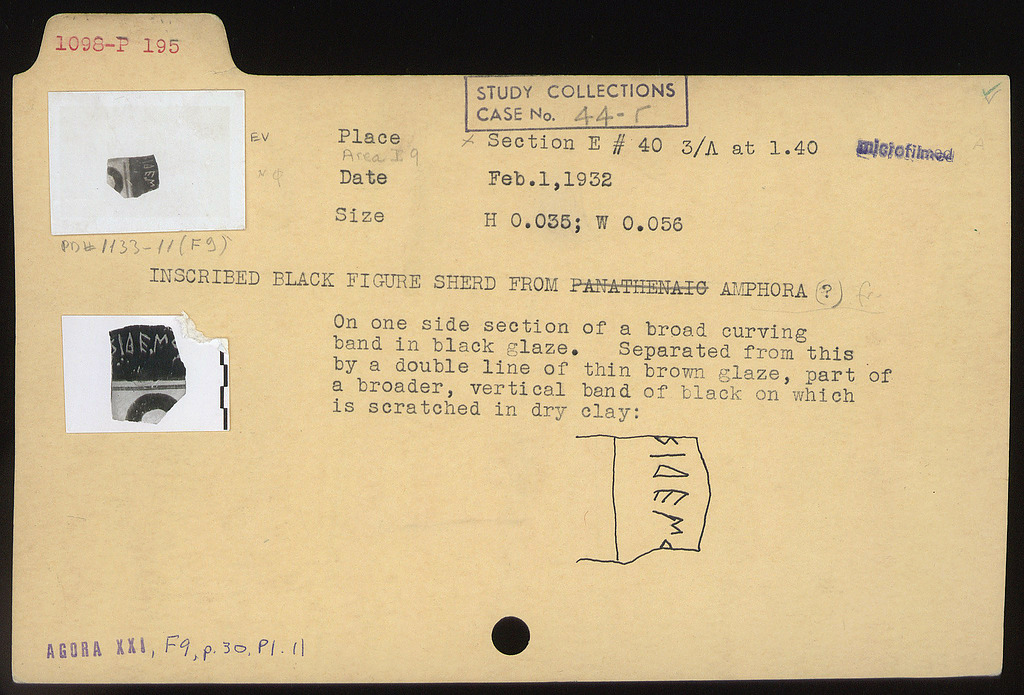 1098-P 195
STUDY COLLECTIONS
CASE No. 44-5
EV
Place × Section E # 40 3/Λ at 1.40
microfilmed
Area I 9
Date Feb.1,1932
Size H 0.035; W 0.056
PD# 1133-11 (F9)
INSCRIBED BLACK FIGURE SHERD FROM PANATHENAIC AMPHORA (?) fr.
On one side section of a broad curving
band in black glaze. Separated from this
by a double line of thin brown glaze, part of
a broader, vertical band of black on which
is scratched in dry clay:
AGORA XXI, F9, p. 30, Pl. 11